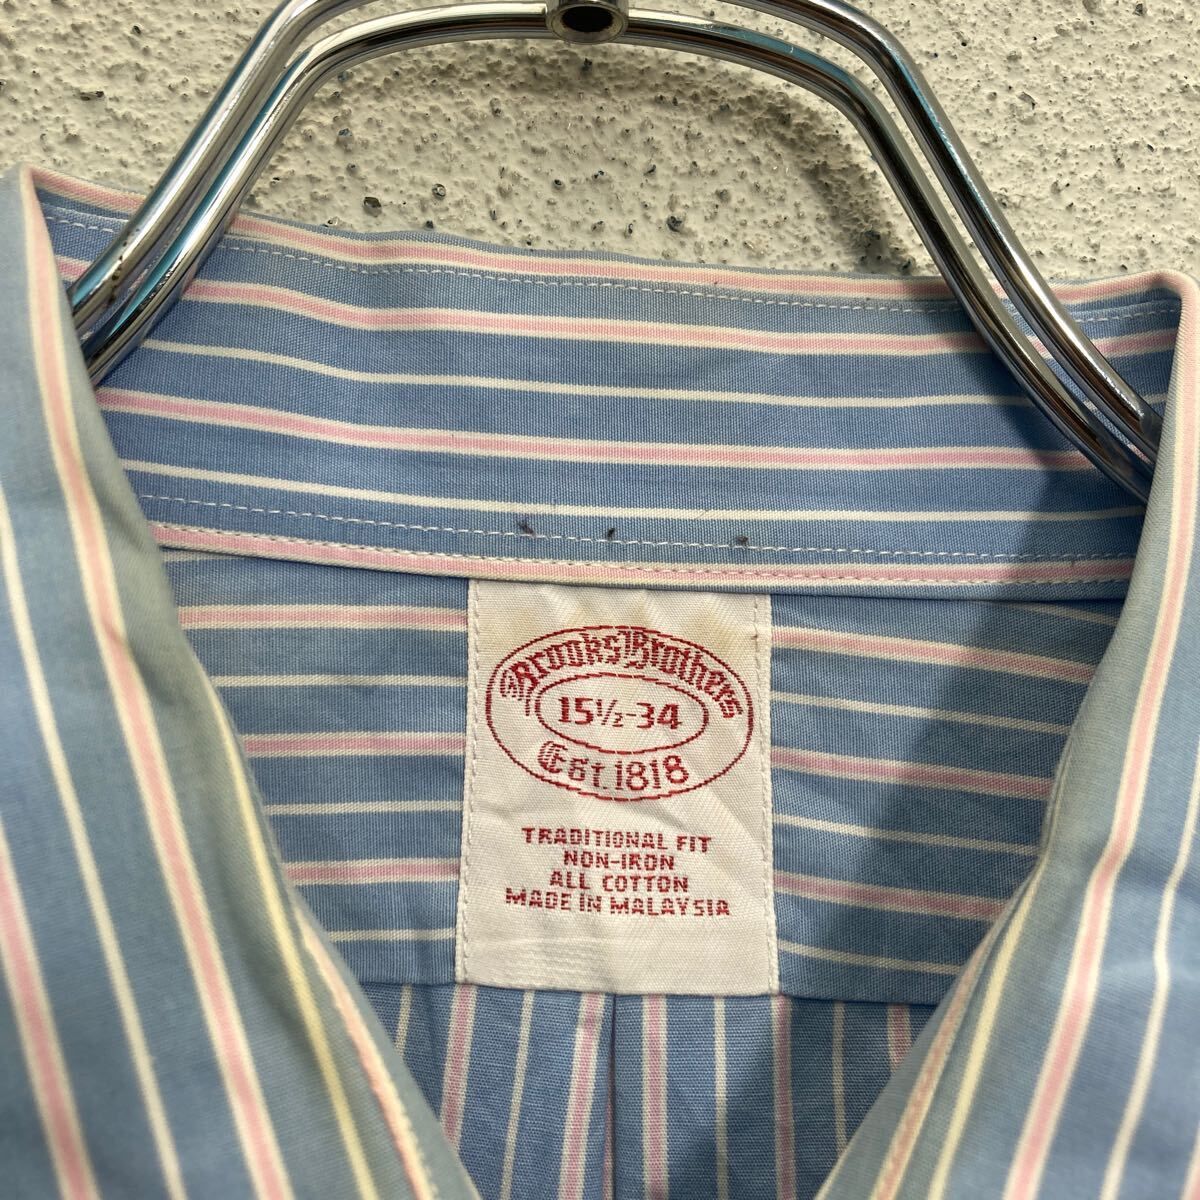 Brooks Brothers
15½-34
Est. 1818
TRADITIONAL FIT
NON-IRON
ALL COTTON
MADE IN MALAYSIA